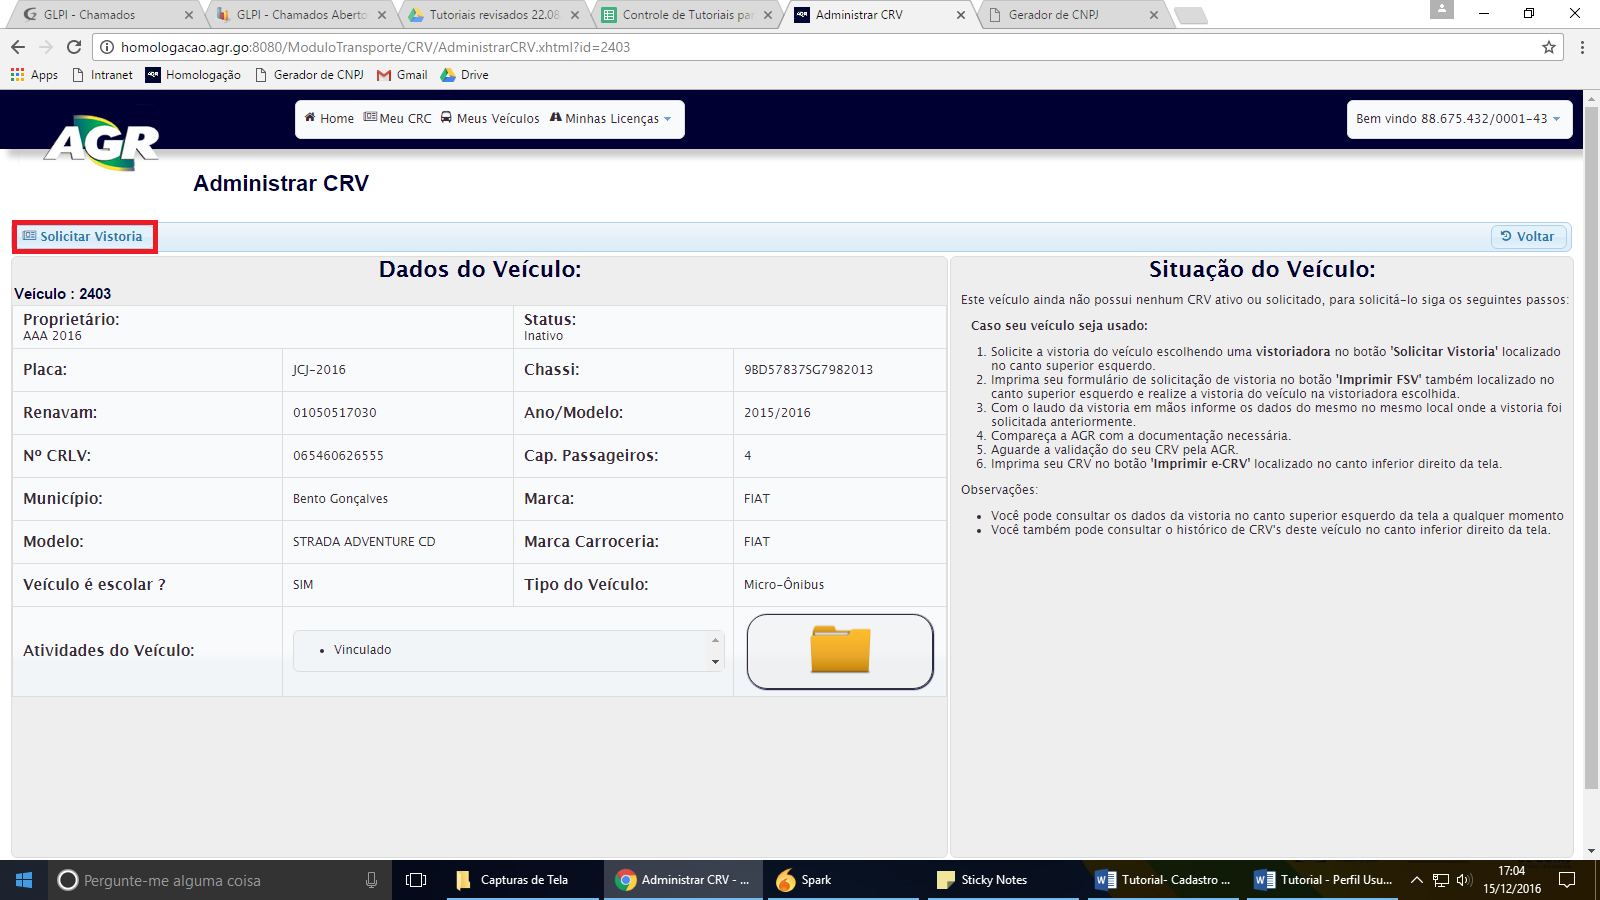 GLPI - Chamados
GLPI - Chamados Aberto
Tutoriais revisados 22.08
Controle de Tutoriais par
Administrar CRV
Gerador de CNPJ
homologacao.agr.go:8080/ModuloTransporte/CRV/AdministrarCRV.xhtml?id=2403
Apps
Intranet
Homologação
Gerador de CNPJ
Gmail
Drive
AGR
Home
Meu CRC
Meus Veículos
Minhas Licenças
Bem vindo 88.675.432/0001-43
Administrar CRV
Solicitar Vistoria
Voltar
Dados do Veículo:
Veículo : 2403
Proprietário:
AAA 2016
Status:
Inativo
Placa:
JCJ-2016
Chassi:
9BD57837SG7982013
Renavam:
01050517030
Ano/Modelo:
2015/2016
Nº CRLV:
065460626555
Cap. Passageiros:
4
Município:
Bento Gonçalves
Marca:
FIAT
Modelo:
STRADA ADVENTURE CD
Marca Carroceria:
FIAT
Veículo é escolar ?
SIM
Tipo do Veículo:
Micro-Ônibus
Atividades do Veículo:
• Vinculado
Situação do Veículo:
Este veículo ainda não possui nenhum CRV ativo ou solicitado, para solicitá-lo siga os seguintes passos:
Caso seu veículo seja usado:
1. Solicite a vistoria do veículo escolhendo uma vistoriadora no botão 'Solicitar Vistoria' localizado
no canto superior esquerdo.
2. Imprima seu formulário de solicitação de vistoria no botão 'Imprimir FSV' também localizado no
canto superior esquerdo e realize a vistoria do veículo na vistoriadora escolhida.
3. Com o laudo da vistoria em mãos informe os dados do mesmo no mesmo local onde a vistoria foi
solicitada anteriormente.
4. Compareça a AGR com a documentação necessária.
5. Aguarde a validação do seu CRV pela AGR.
6. Imprima seu CRV no botão 'Imprimir e-CRV' localizado no canto inferior direito da tela.
Observações:
• Você pode consultar os dados da vistoria no canto superior esquerdo da tela a qualquer momento
• Você também pode consultar o histórico de CRV's deste veículo no canto inferior direito da tela.
Pergunte-me alguma coisa
Capturas de Tela
Administrar CRV - ...
Spark
Sticky Notes
Tutorial- Cadastro ...
Tutorial - Perfil Usu...
17:04
15/12/2016